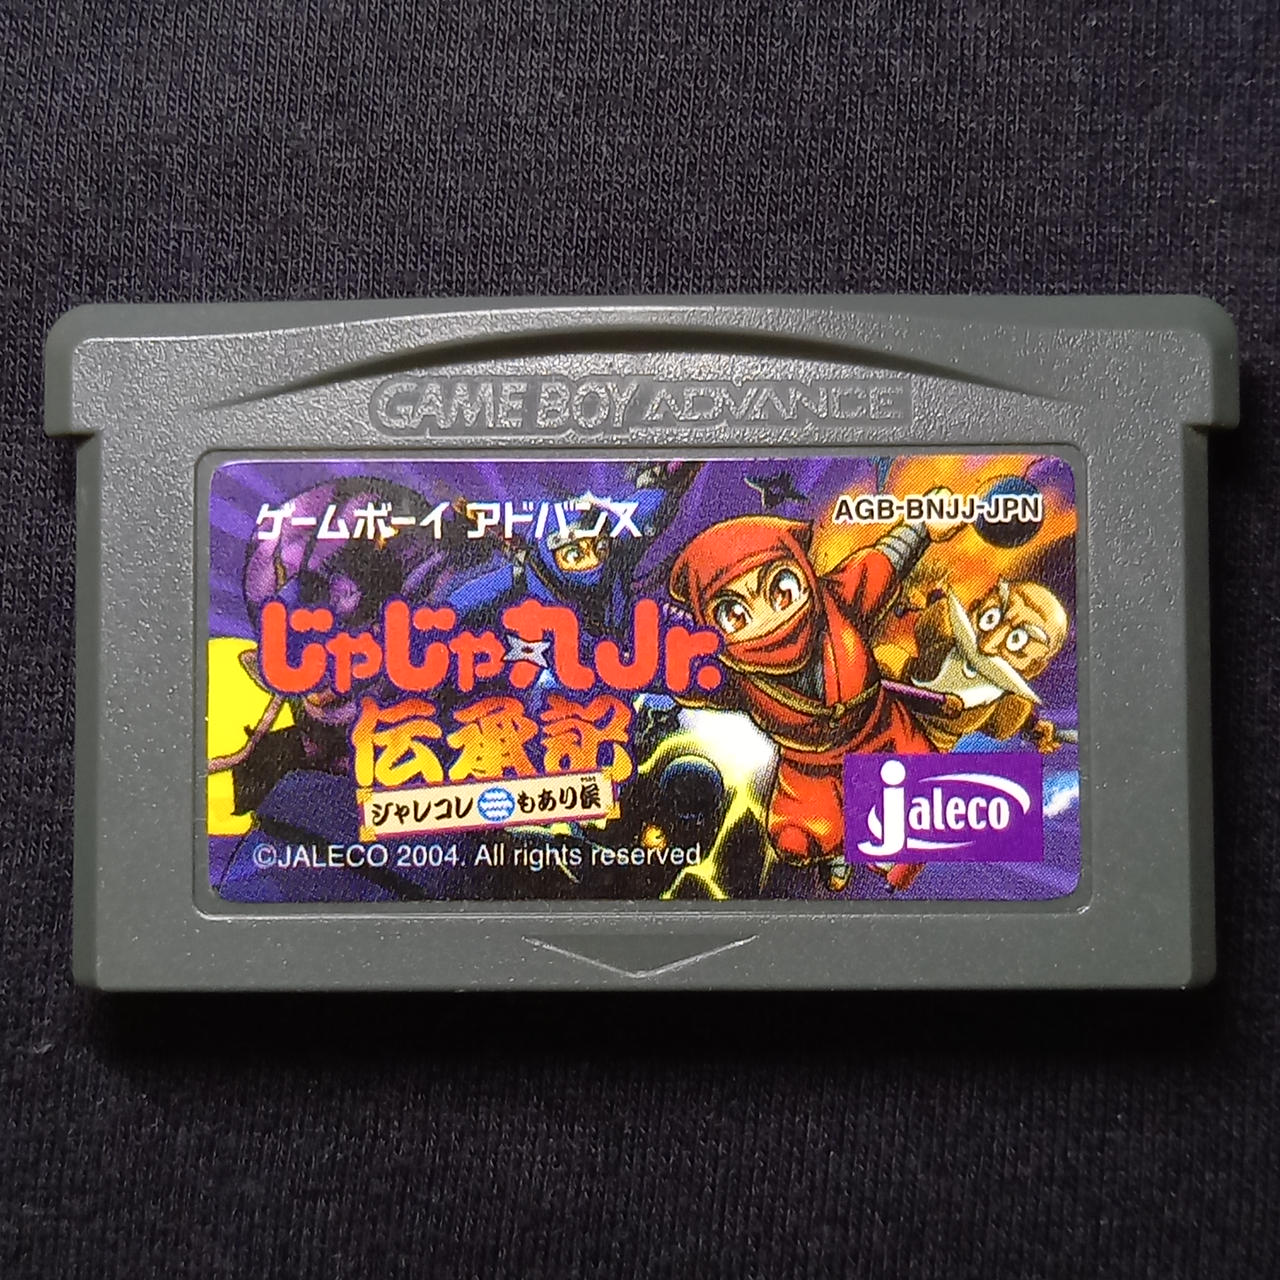 GAME BOY ADVANCE
ゲームボーイ アドバンス
AGB-BNJJ-JPN
じゃじゃ丸Jr.
伝承記
ジャレコレもあり候
©JALECO 2004. All rights reserved
jaleco